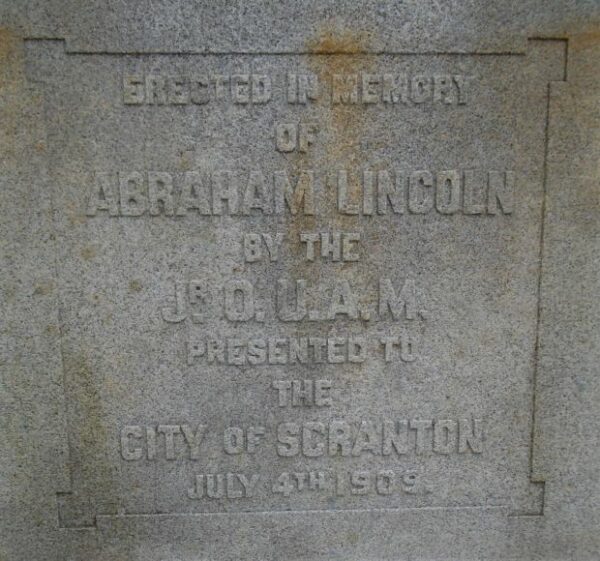 ERECTED IN MEMORY
OF
ABRAHAM LINCOLN
BY THE
JR O.U.A.M.
PRESENTED TO
THE
CITY OF SCRANTON
JULY 4TH 1909.